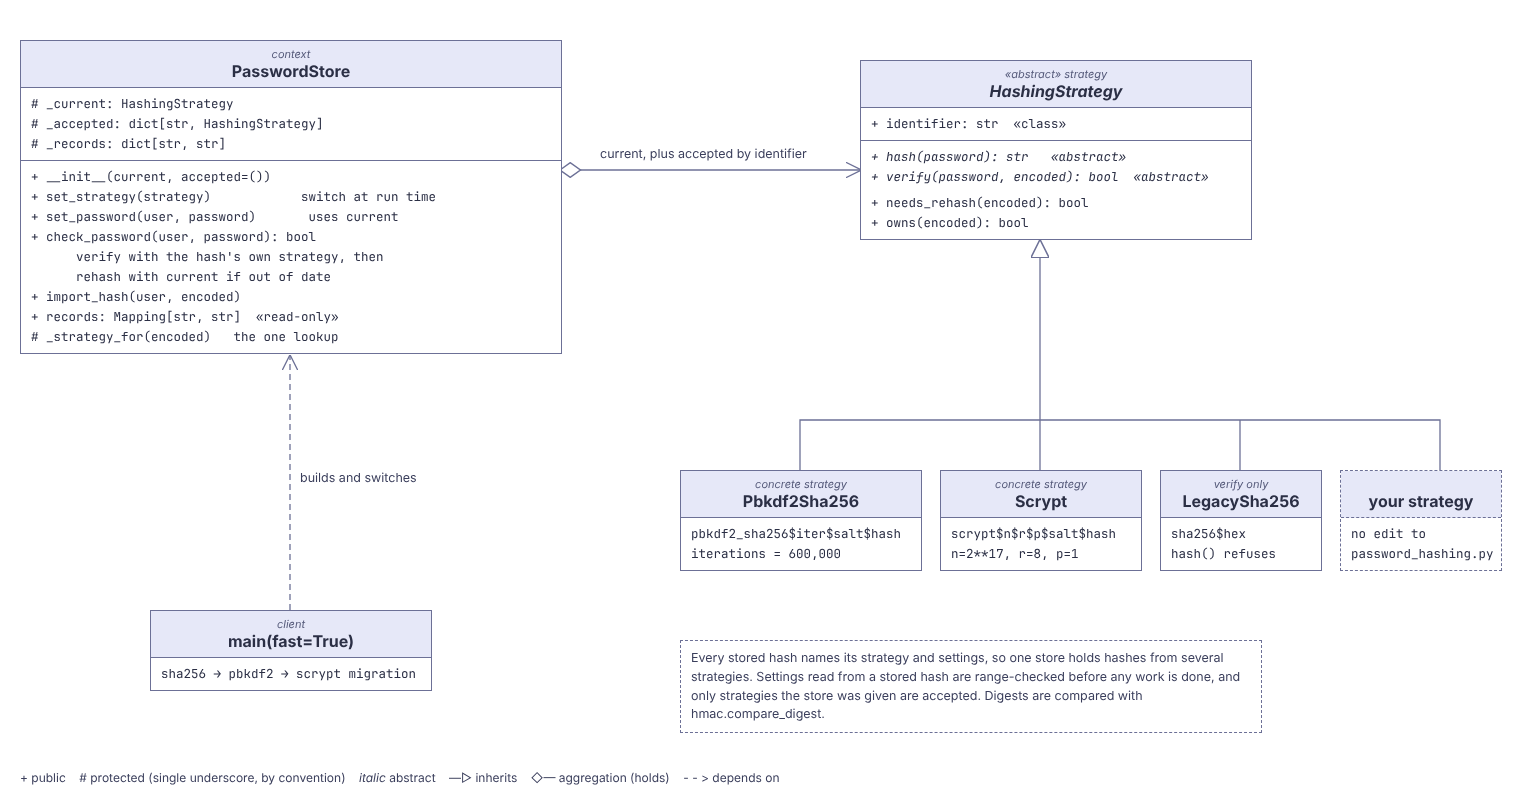 context
PasswordStore
# _current: HashingStrategy
# _accepted: dict[str, HashingStrategy]
# _records: dict[str, str]
+ __init__(current, accepted=())
+ set_strategy(strategy)            switch at run time
+ set_password(user, password)       uses current
+ check_password(user, password): bool
verify with the hash's own strategy, then
rehash with current if out of date
+ import_hash(user, encoded)
+ records: Mapping[str, str]  «read-only»
# _strategy_for(encoded)   the one lookup
current, plus accepted by identifier
«abstract» strategy
HashingStrategy
+ identifier: str  «class»
+ hash(password): str   «abstract»
+ verify(password, encoded): bool  «abstract»
+ needs_rehash(encoded): bool
+ owns(encoded): bool
builds and switches
concrete strategy
Pbkdf2Sha256
pbkdf2_sha256$iter$salt$hash
iterations = 600,000
concrete strategy
Scrypt
scrypt$n$r$p$salt$hash
n=2**17, r=8, p=1
verify only
LegacySha256
sha256$hex
hash() refuses
your strategy
no edit to
password_hashing.py
client
main(fast=True)
sha256 → pbkdf2 → scrypt migration
Every stored hash names its strategy and settings, so one store holds hashes from several
strategies. Settings read from a stored hash are range-checked before any work is done, and
only strategies the store was given are accepted. Digests are compared with
hmac.compare_digest.
+ public    # protected (single underscore, by convention)    italic abstract    —▷ inherits    ◇— aggregation (holds)    - - > depends on